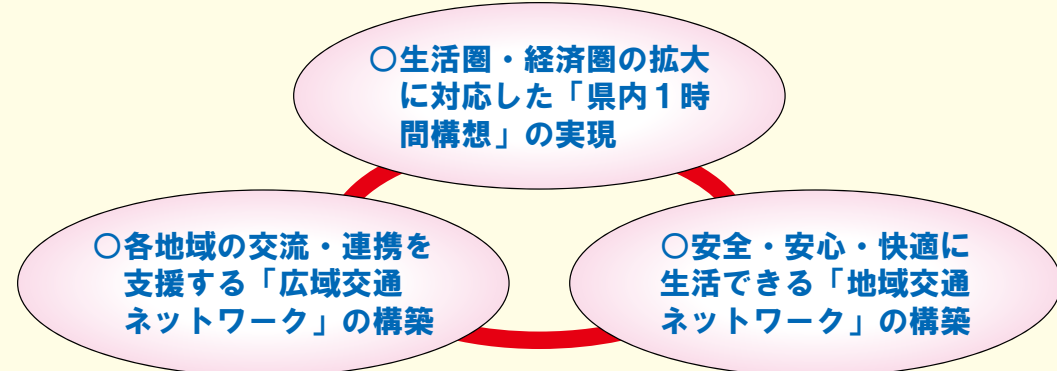 ○生活圏・経済圏の拡大
に対応した「県内１時
間構想」の実現
○各地域の交流・連携を
支援する「広域交通
ネットワーク」の構築
○安全・安心・快適に
生活できる「地域交通
ネットワーク」の構築